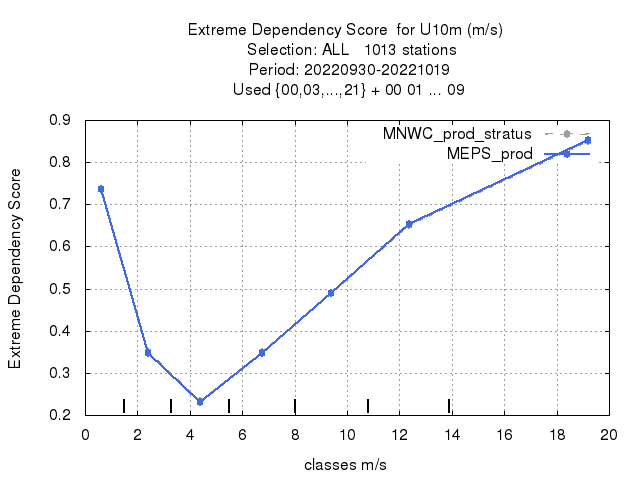 Extreme Dependency Score  for U10m (m/s)
Selection: ALL   1013 stations
Period: 20220930-20221019
Used {00,03,...,21} + 00 01 ... 09
MNWC_prod_stratus
MEPS_prod
Extreme Dependency Score
0.9
0.8
0.7
0.6
0.5
0.4
0.3
0.2
0 2 4 6 8 10 12 14 16 18 20
classes m/s